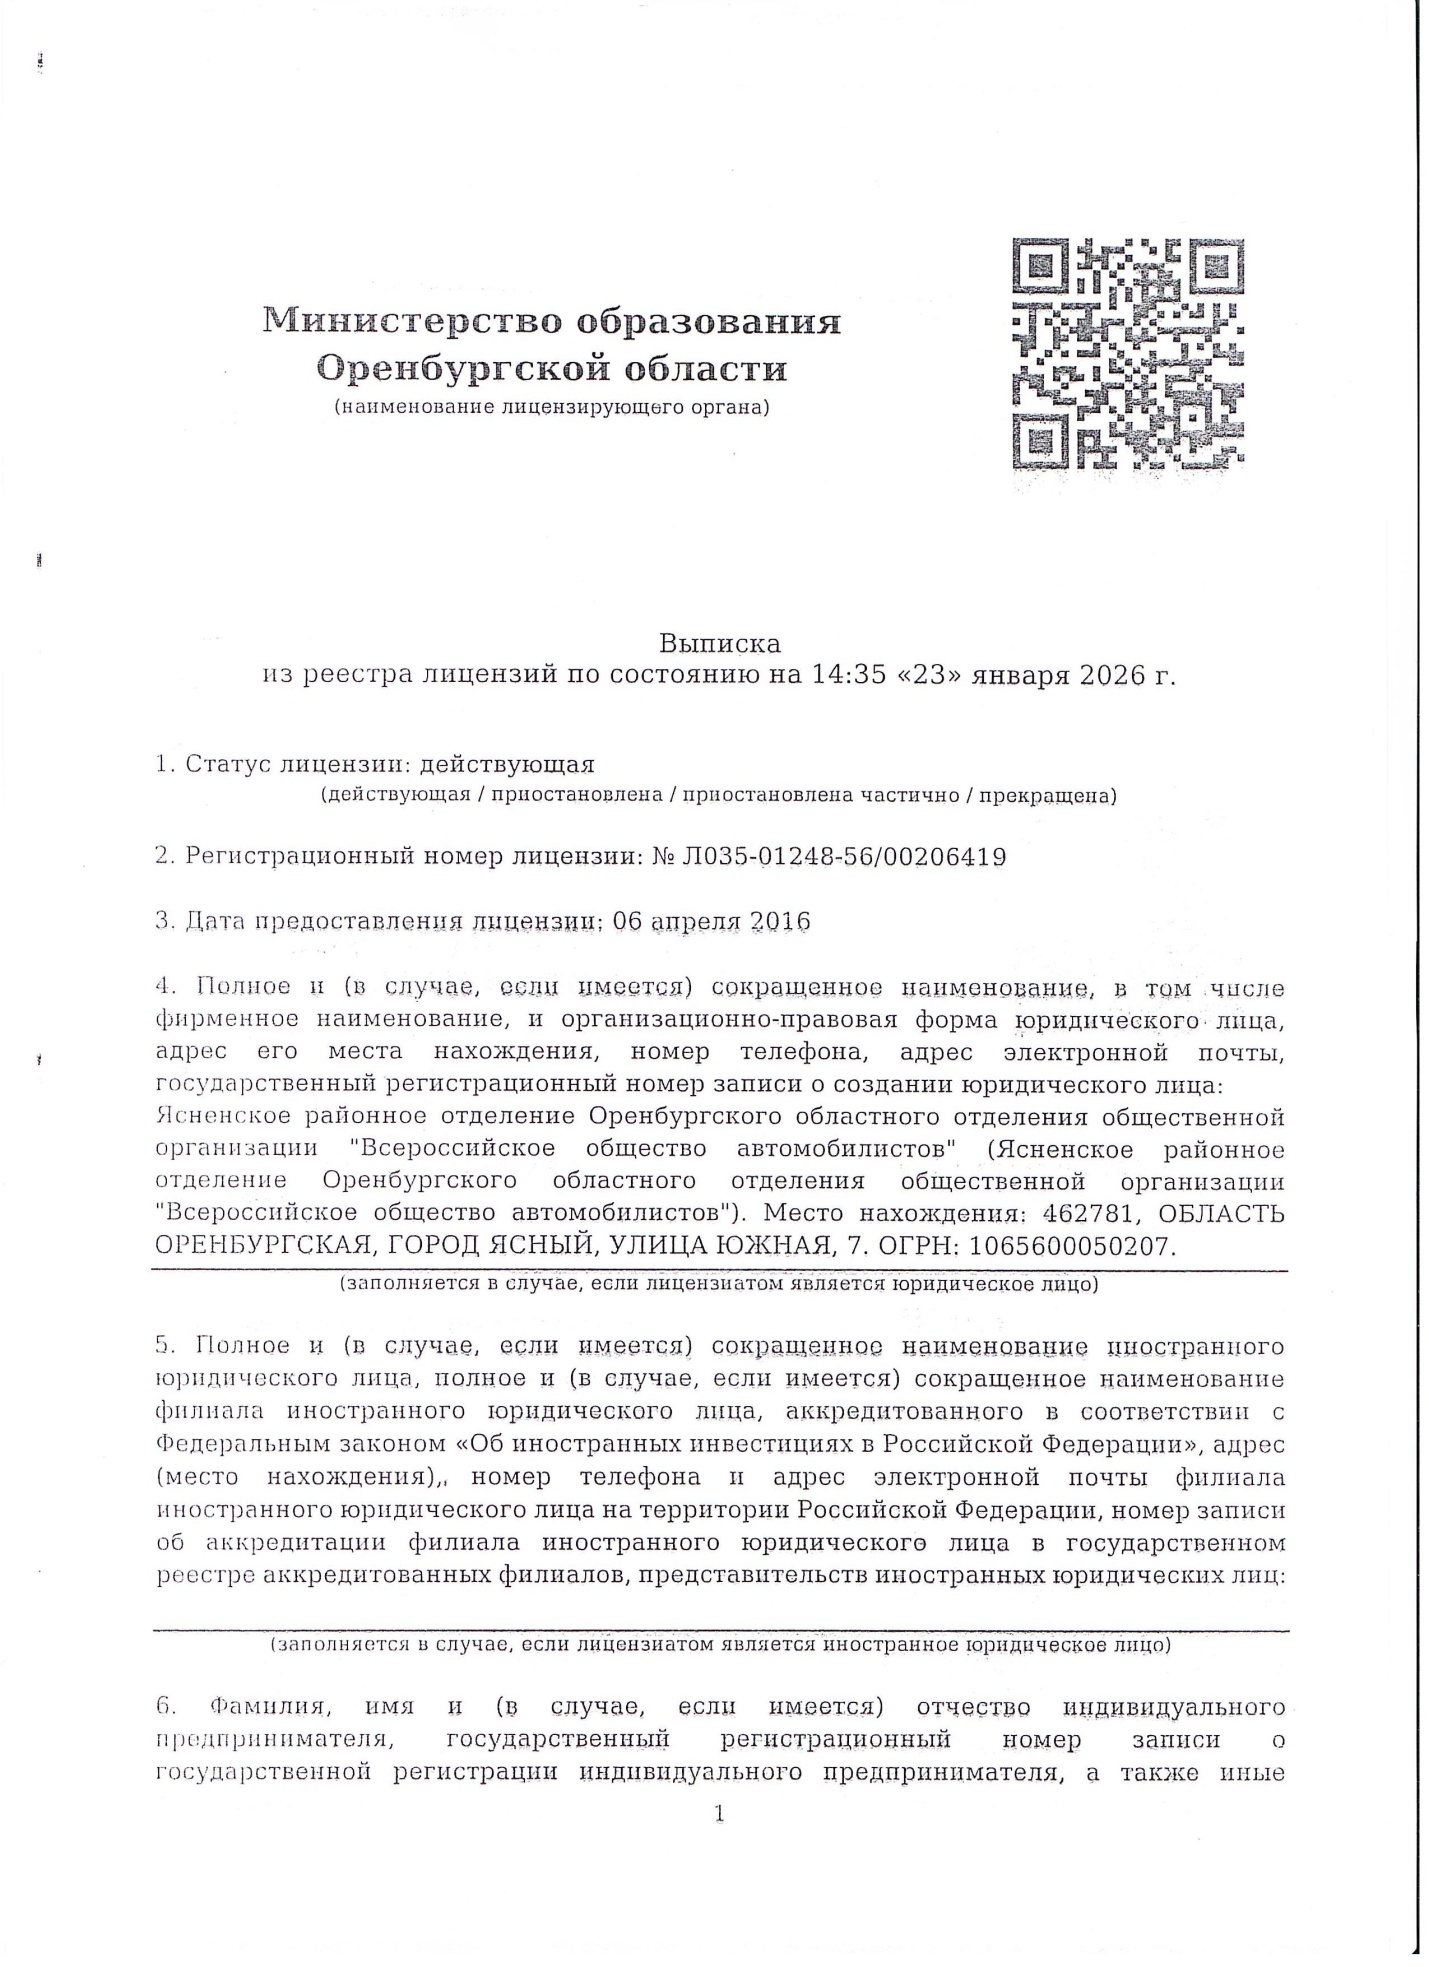 Министерство образования
Оренбургской области
(наименование лицензирующего органа)
Выписка
из реестра лицензий по состоянию на 14:35 «23» января 2026 г.
1. Статус лицензии: действующая
(действующая / приостановлена / приостановлена частично / прекращена)
2. Регистрационный номер лицензии: № Л035-01248-56/00206419
3. Дата предоставления лицензии: 06 апреля 2016
4. Полное и (в случае, если имеется) сокращенное наименование, в том числе
фирменное наименование, и организационно-правовая форма юридического лица,
адрес его места нахождения, номер телефона, адрес электронной почты,
государственный регистрационный номер записи о создании юридического лица:
Ясненское районное отделение Оренбургского областного отделения общественной
организации "Всероссийское общество автомобилистов" (Ясненское районное
отделение Оренбургского областного отделения общественной организации
"Всероссийское общество автомобилистов"). Место нахождения: 462781, ОБЛАСТЬ
ОРЕНБУРГСКАЯ, ГОРОД ЯСНЫЙ, УЛИЦА ЮЖНАЯ, 7. ОГРН: 1065600050207.
(заполняется в случае, если лицензиатом является юридическое лицо)
5. Полное и (в случае, если имеется) сокращенное наименование иностранного
юридического лица, полное и (в случае, если имеется) сокращенное наименование
филиала иностранного юридического лица, аккредитованного в соответствии с
Федеральным законом «Об иностранных инвестициях в Российской Федерации», адрес
(место нахождения),, номер телефона и адрес электронной почты филиала
иностранного юридического лица на территории Российской Федерации, номер записи
об аккредитации филиала иностранного юридического лица в государственном
реестре аккредитованных филиалов, представительств иностранных юридических лиц:
(заполняется в случае, если лицензиатом является иностранное юридическое лицо)
6. Фамилия, имя и (в случае, если имеется) отчество индивидуального
предпринимателя, государственный регистрационный номер записи о
государственной регистрации индивидуального предпринимателя, а также иные
1